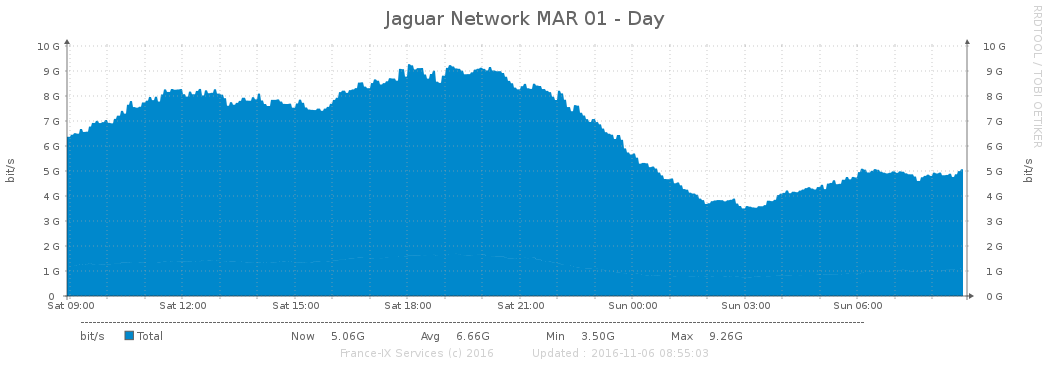 Jaguar Network MAR 01 - Day
RRDTOOL / TOBI OETIKER
bit/s
bit/s
10 G 10 G
9 G 9 G
8 G 8 G
7 G 7 G
6 G 6 G
5 G 5 G
4 G 4 G
3 G 3 G
2 G 2 G
1 G 1 G
0 0 G
Sat 09:00 Sat 12:00 Sat 15:00 Sat 18:00 Sat 21:00 Sun 00:00 Sun 03:00 Sun 06:00
bit/s Total Now 5.06G Avg 6.66G Min 3.50G Max 9.26G
France-IX Services (c) 2016 Updated : 2016-11-06 08:55:03